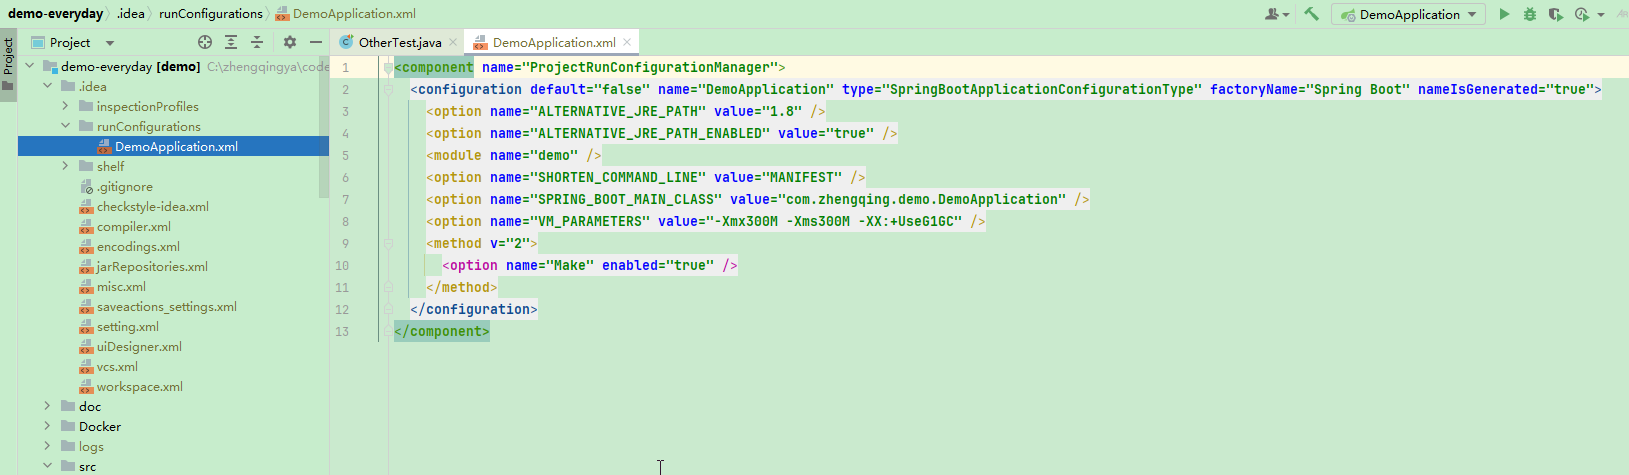 demo-everyday .idea runConfigurations DemoApplication.xml DemoApplication
Project Project OtherTest.java DemoApplication.xml
demo-everyday [demo] C:\zhengqingya\code
.idea
inspectionProfiles
runConfigurations
DemoApplication.xml
shelf
.gitignore
checkstyle-idea.xml
compiler.xml
encodings.xml
jarRepositories.xml
misc.xml
saveactions_settings.xml
setting.xml
uiDesigner.xml
vcs.xml
workspace.xml
doc
Docker
logs
src
1 <component name="ProjectRunConfigurationManager">
2 <configuration default="false" name="DemoApplication" type="SpringBootApplicationConfigurationType" factoryName="Spring Boot" nameIsGenerated="true">
3 <option name="ALTERNATIVE_JRE_PATH" value="1.8" />
4 <option name="ALTERNATIVE_JRE_PATH_ENABLED" value="true" />
5 <module name="demo" />
6 <option name="SHORTEN_COMMAND_LINE" value="MANIFEST" />
7 <option name="SPRING_BOOT_MAIN_CLASS" value="com.zhengqing.demo.DemoApplication" />
8 <option name="VM_PARAMETERS" value="-Xmx300M -Xms300M -XX:+UseG1GC" />
9 <method v="2">
10 <option name="Make" enabled="true" />
11 </method>
12 </configuration>
13 </component>